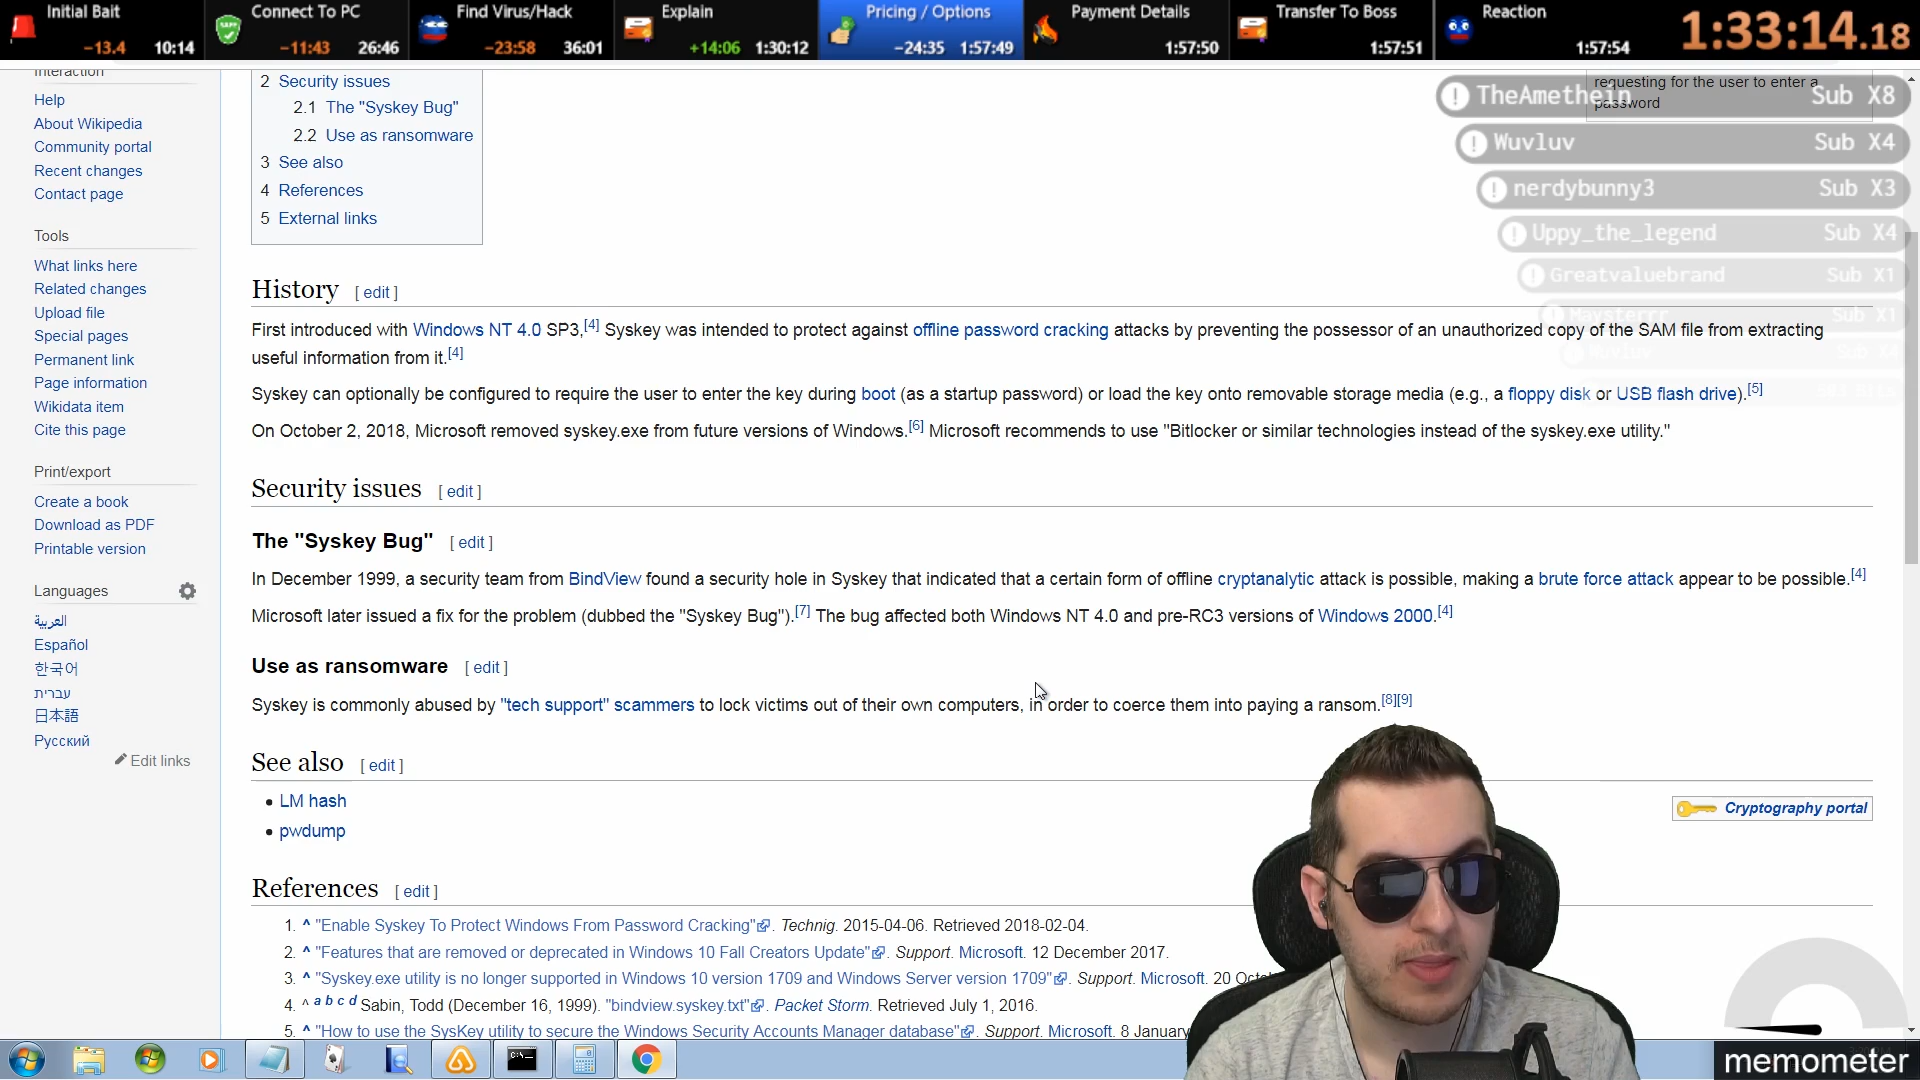 Initial Bait
-13.4 10:14
Connect To PC
-11:43 26:46
Find Virus/Hack
-23:58 36:01
Explain
+14:06 1:30:12
Pricing / Options
-24:35 1:57:49
Payment Details
1:57:50
Transfer To Boss
1:57:51
Reaction
1:57:54
1:33:14.18
Interaction
Help
About Wikipedia
Community portal
Recent changes
Contact page
Tools
What links here
Related changes
Upload file
Special pages
Permanent link
Page information
Wikidata item
Cite this page
Print/export
Create a book
Download as PDF
Printable version
Languages
العربية
Español
한국어
עברית
日本語
Русский
Edit links
2 Security issues
2.1 The "Syskey Bug"
2.2 Use as ransomware
3 See also
4 References
5 External links
requesting for the user to enter a
password
TheAmethein Sub X8
Wuvluv Sub X4
nerdybunny3 Sub X3
Uppy_the_legend Sub X4
Greatvaluebrand Sub X1
Maysterrr Sub X1
Wuvluv Sub X4
History [ edit ]
First introduced with Windows NT 4.0 SP3,[4] Syskey was intended to protect against offline password cracking attacks by preventing the possessor of an unauthorized copy of the SAM file from extracting
useful information from it.[4]
Syskey can optionally be configured to require the user to enter the key during boot (as a startup password) or load the key onto removable storage media (e.g., a floppy disk or USB flash drive).[5]
On October 2, 2018, Microsoft removed syskey.exe from future versions of Windows.[6] Microsoft recommends to use "Bitlocker or similar technologies instead of the syskey.exe utility."
Security issues [ edit ]
The "Syskey Bug" [ edit ]
In December 1999, a security team from BindView found a security hole in Syskey that indicated that a certain form of offline cryptanalytic attack is possible, making a brute force attack appear to be possible.[4]
Microsoft later issued a fix for the problem (dubbed the "Syskey Bug").[7] The bug affected both Windows NT 4.0 and pre-RC3 versions of Windows 2000.[4]
Use as ransomware [ edit ]
Syskey is commonly abused by "tech support" scammers to lock victims out of their own computers, in order to coerce them into paying a ransom.[8][9]
See also [ edit ]
• LM hash
• pwdump
Cryptography portal
References [ edit ]
1. ^ "Enable Syskey To Protect Windows From Password Cracking". Technig. 2015-04-06. Retrieved 2018-02-04.
2. ^ "Features that are removed or deprecated in Windows 10 Fall Creators Update". Support. Microsoft. 12 December 2017.
3. ^ "Syskey.exe utility is no longer supported in Windows 10 version 1709 and Windows Server version 1709". Support. Microsoft. 20
4. ^ a b c d Sabin, Todd (December 16, 1999). "bindview.syskey.txt". Packet Storm. Retrieved July 1, 2016.
5. ^ "How to use the SysKey utility to secure the Windows Security Accounts Manager database". Support. Microsoft. 8 January
memometer